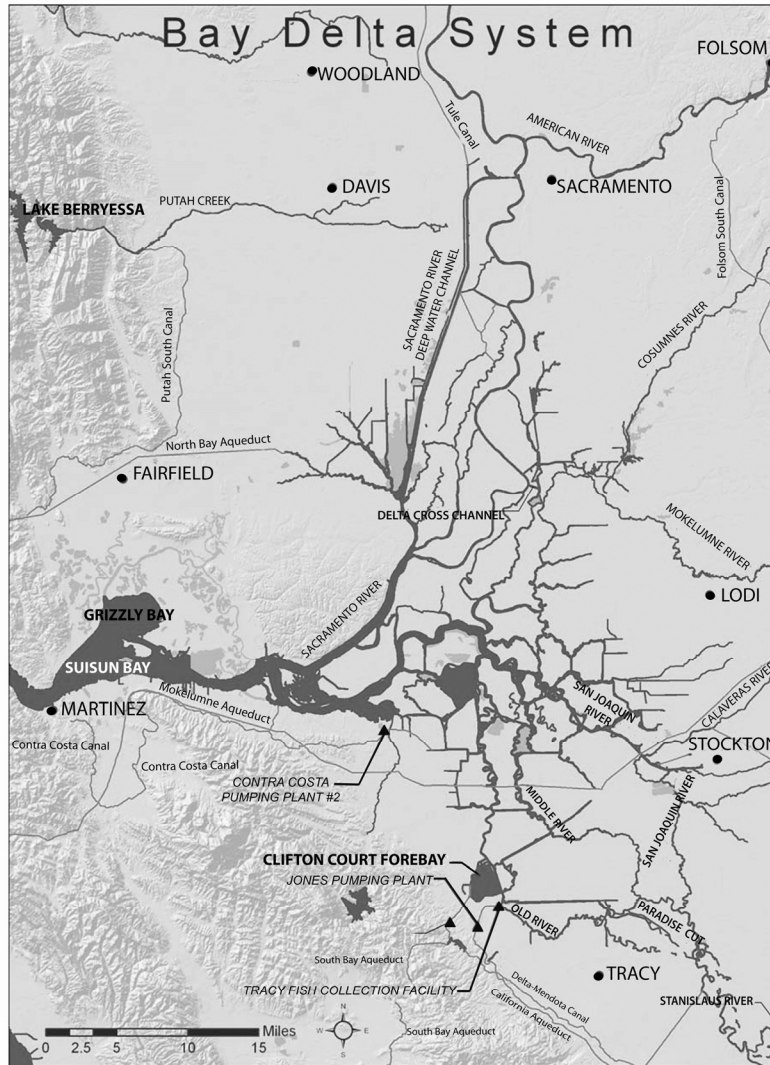 Bay Delta System
FOLSOM
WOODLAND
Tule Canal
AMERICAN RIVER
DAVIS
SACRAMENTO
LAKE BERRYESSA
PUTAH CREEK
Folsom South Canal
SACRAMENTO RIVER
DEEP WATER CHANNEL
COSUMNES RIVER
Putah South Canal
North Bay Aqueduct
FAIRFIELD
DELTA CROSS CHANNEL
MOKELUMNE RIVER
LODI
GRIZZLY BAY
SACRAMENTO RIVER
SUISUN BAY
Mokelumne Aqueduct
SAN JOAQUIN
RIVER
CALAVERAS RIVER
MARTINEZ
Contra Costa Canal
Contra Costa Canal
STOCKTON
CONTRA COSTA
PUMPING PLANT #2
MIDDLE RIVER
SAN JOAQUIN RIVER
CLIFTON COURT FOREBAY
JONES PUMPING PLANT
OLD RIVER
PARADISE CUT
South Bay Aqueduct
TRACY
TRACY FISH COLLECTION FACILITY
Delta-Mendota Canal
California Aqueduct
STANISLAUS RIVER
South Bay Aqueduct
N
W E
S
Miles
0 2.5 5 10 15